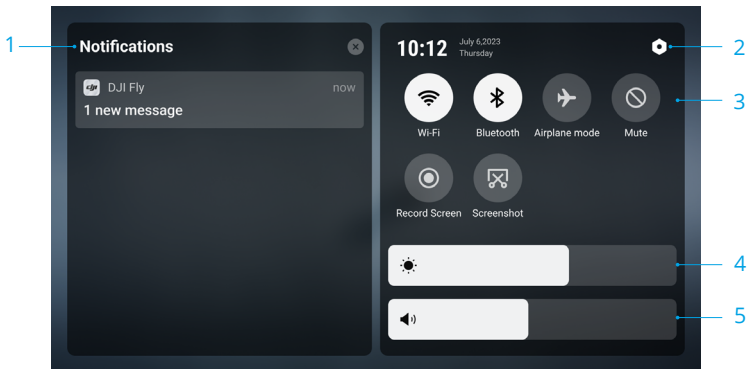 1
Notifications
dji DJI Fly now
1 new message
10:12 July 6,2023
Thursday
2
Wi-Fi Bluetooth Airplane mode Mute
3
Record Screen Screenshot
4
5